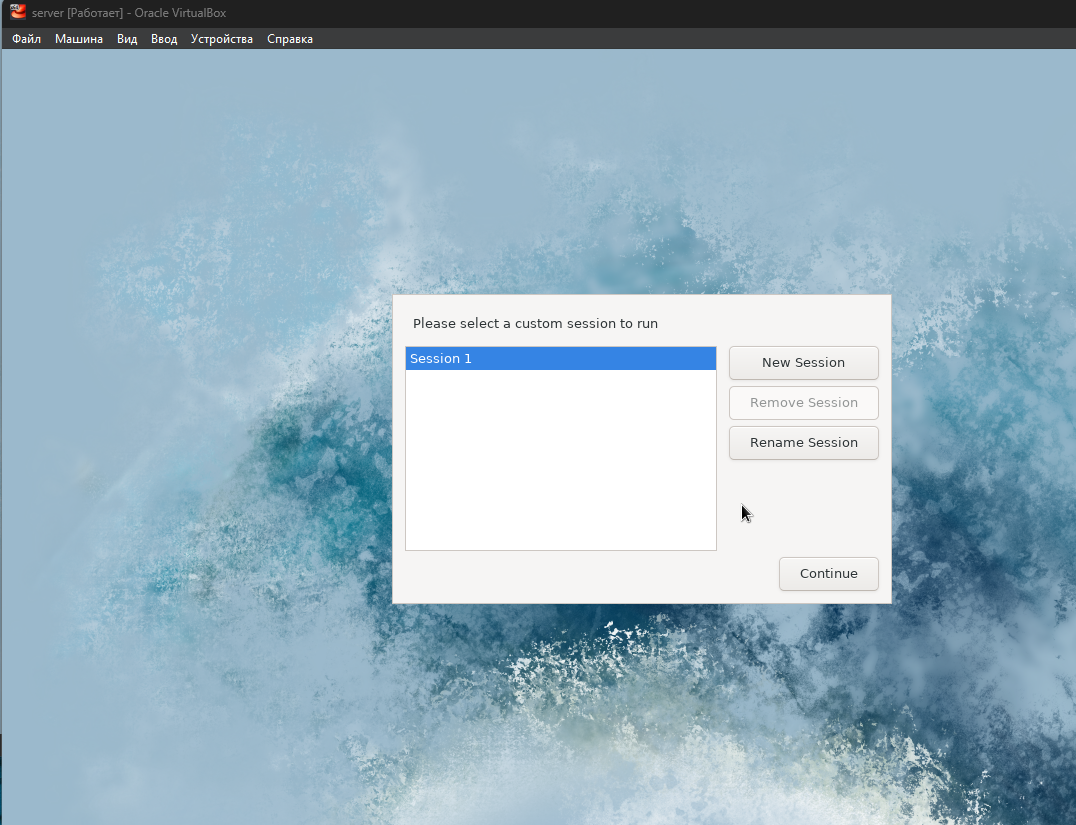 server [Работает] - Oracle VirtualBox
Файл Машина Вид Ввод Устройства Справка
Please select a custom session to run
Session 1
New Session
Remove Session
Rename Session
Continue